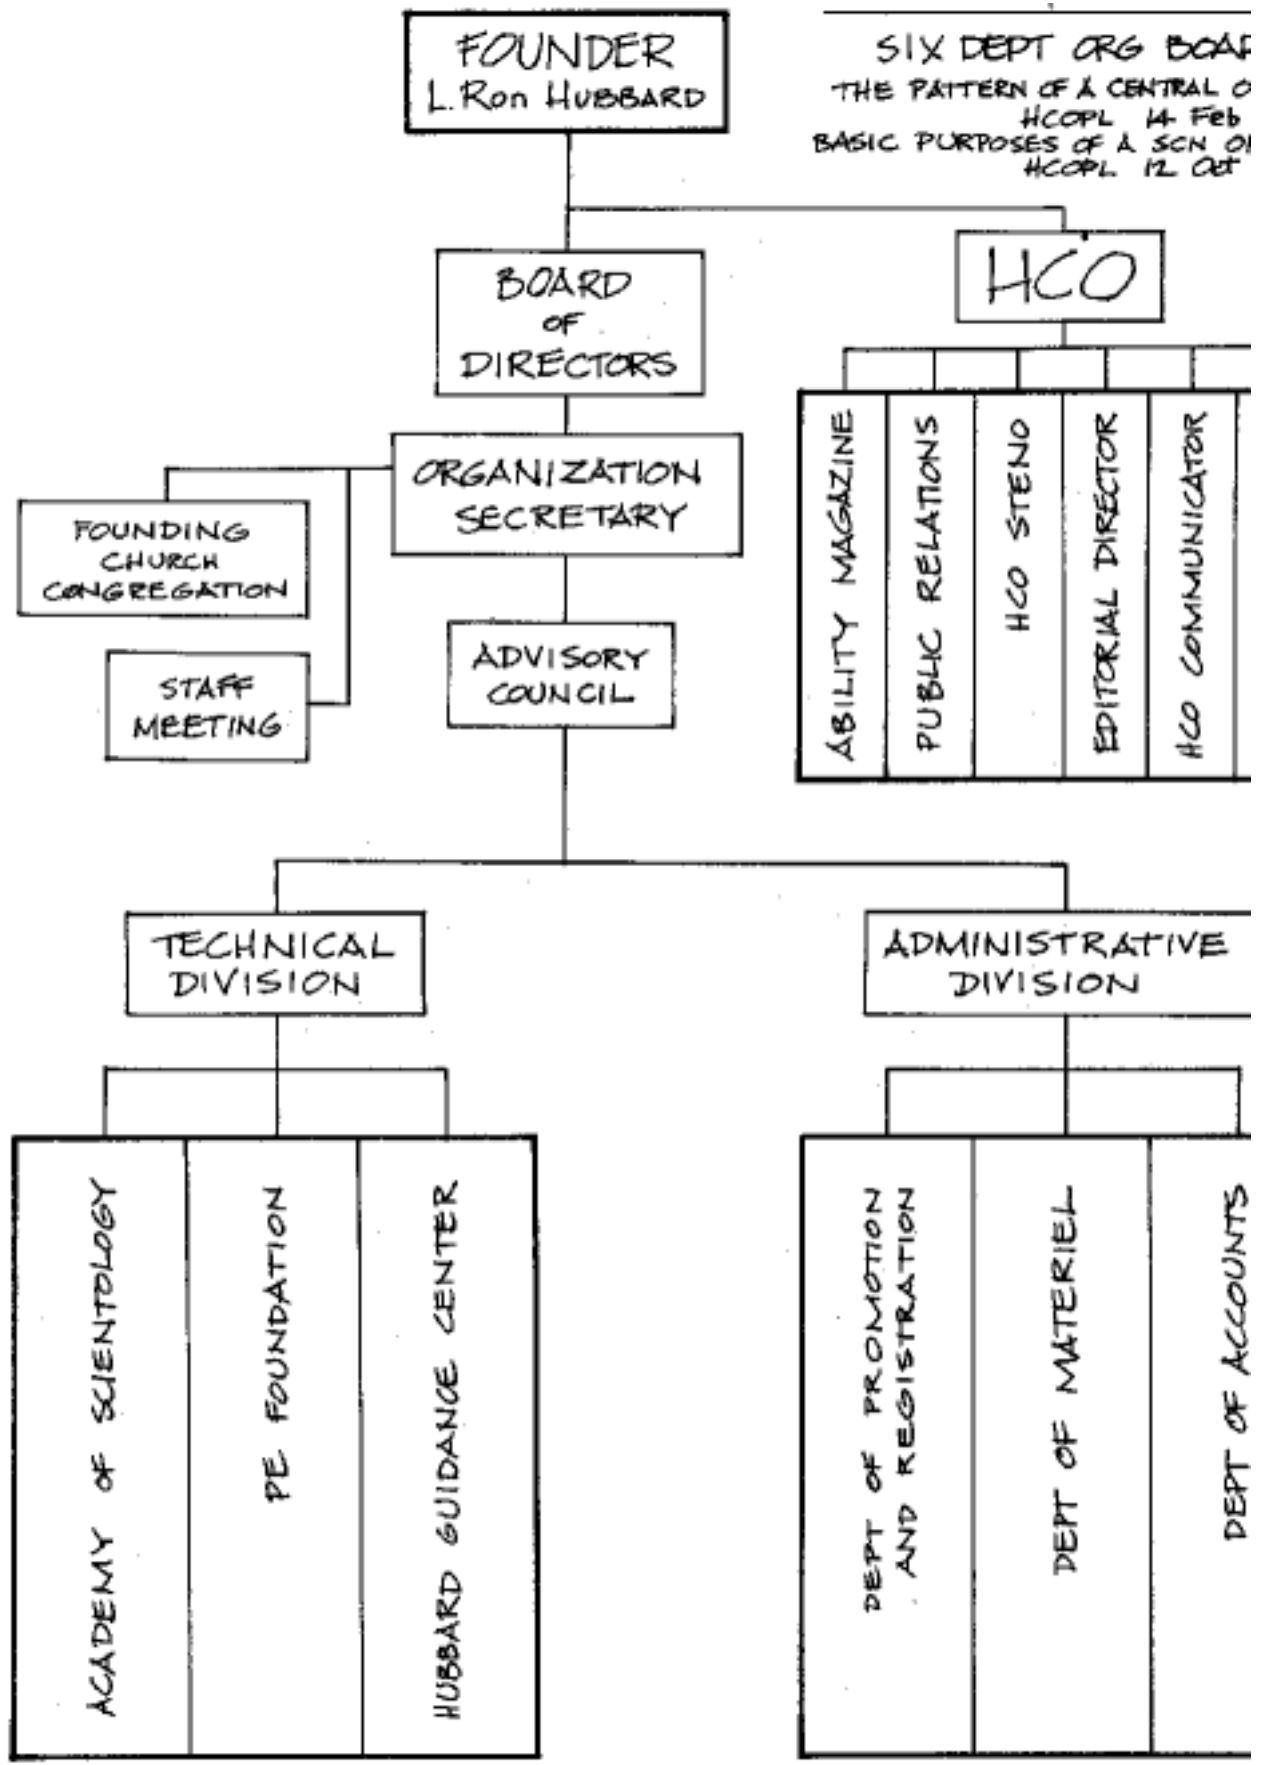 FOUNDER
L. RON HUBBARD
SIX DEPT ORG
THE PATTERN OF A CENTRAL
HCOPL 14 Feb
BASIC PURPOSES OF A SCN
HCOPL 12 Oct
BOARD
OF
DIRECTORS
HCO
ORGANIZATION
SECRETARY
FOUNDING
CHURCH
CONGREGATION
STAFF
MEETING
ADVISORY
COUNCIL
ABILITY MAGAZINE
PUBLIC RELATIONS
HCO STENO
EDITORIAL DIRECTOR
HCO COMMUNICATOR
TECHNICAL
DIVISION
ADMINISTRATIVE
DIVISION
ACADEMY OF SCIENTOLOGY
PE FOUNDATION
HUBBARD GUIDANCE CENTER
DEPT OF PROMOTION
AND REGISTRATION
DEPT OF MATERIEL
DEPT OF ACCOUNTS